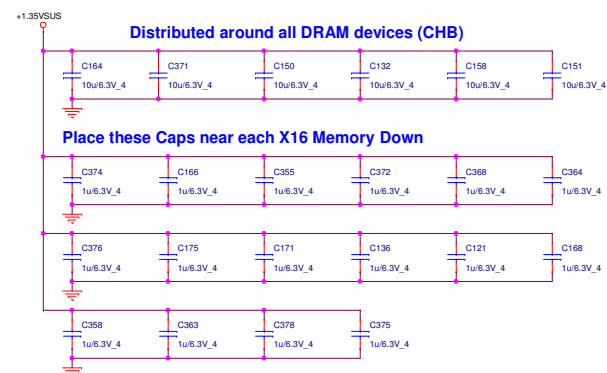 +1.35VSUS
Distributed around all DRAM devices (CHB)
C164 C371 C150 C132 C158 C151
10u/6.3V_4 10u/6.3V_4 10u/6.3V_4 10u/6.3V_4 10u/6.3V_4 10u/6.3V_4
Place these Caps near each X16 Memory Down
C374 C166 C355 C372 C368 C364
1u/6.3V_4 1u/6.3V_4 1u/6.3V_4 1u/6.3V_4 1u/6.3V_4 1u/6.3V_4
C376 C175 C171 C136 C121 C168
1u/6.3V_4 1u/6.3V_4 1u/6.3V_4 1u/6.3V_4 1u/6.3V_4 1u/6.3V_4
C358 C363 C378 C375
1u/6.3V_4 1u/6.3V_4 1u/6.3V_4 1u/6.3V_4